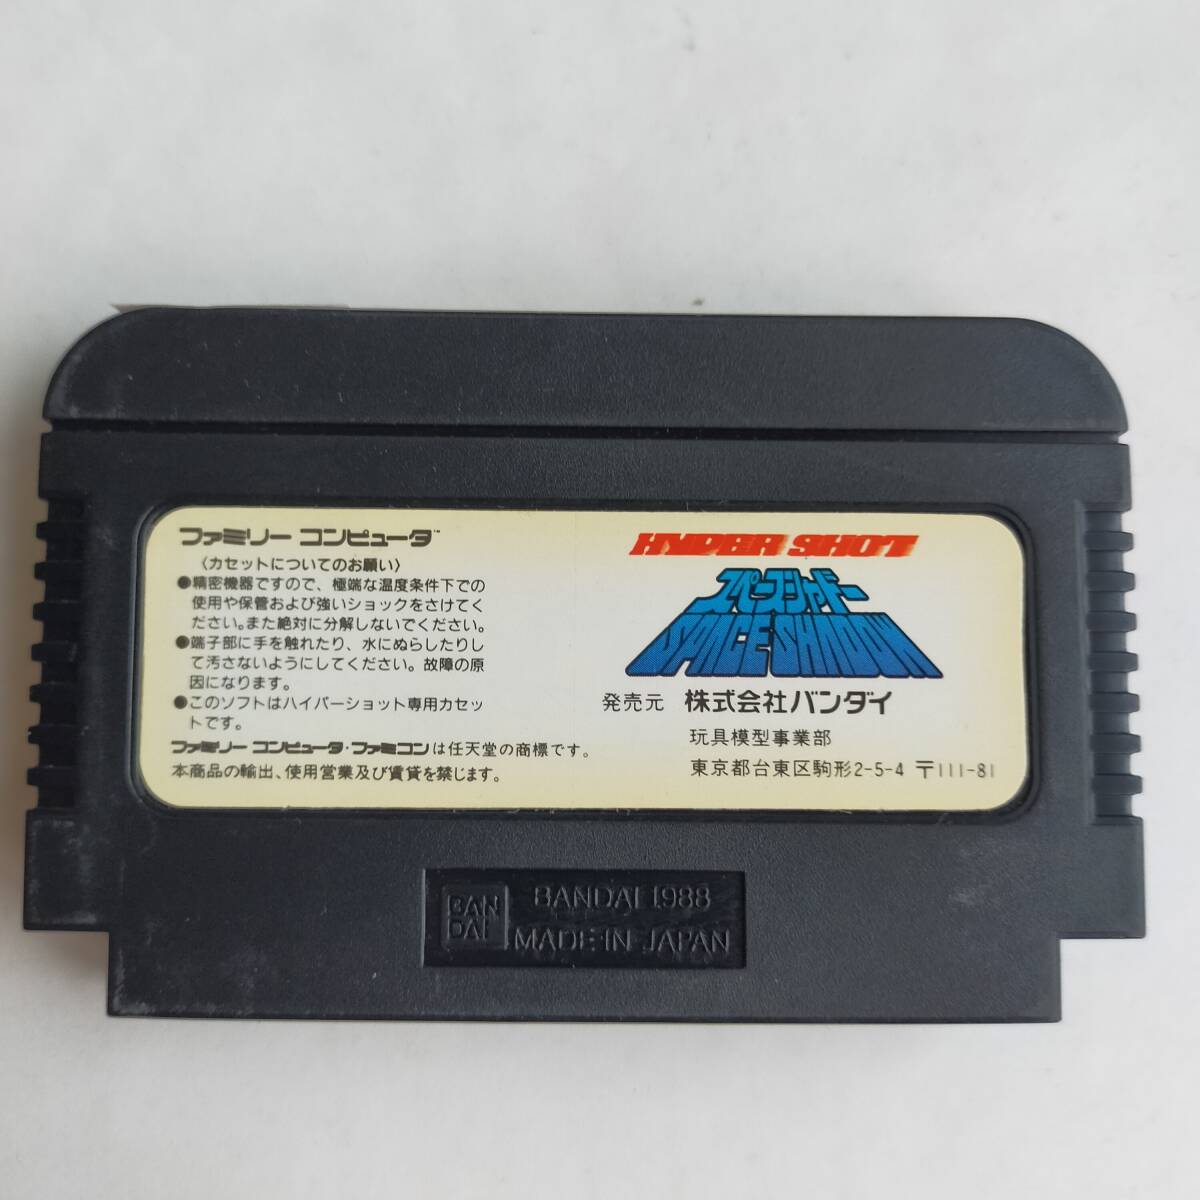 ファミリー コンピュータ™
〈カセットについてのお願い〉
●精密機器ですので、極端な温度条件下での
使用や保管および強いショックをさけてく
ださい。また絶対に分解しないでください。
●端子部に手を触れたり、水にぬらしたりし
て汚さないようにしてください。故障の原
因になります。
●このソフトはハイパーショット専用カセッ
トです。
ファミリー コンピュータ・ファミコンは任天堂の商標です。
本商品の輸出、使用営業及び賃貸を禁じます。
HYPER SHOT
スペースシャドー
SPACE SHADOW
発売元 株式会社バンダイ
玩具模型事業部
東京都台東区駒形2-5-4 〒111-81
BAN
DAI
BANDAI 1988
MADE IN JAPAN